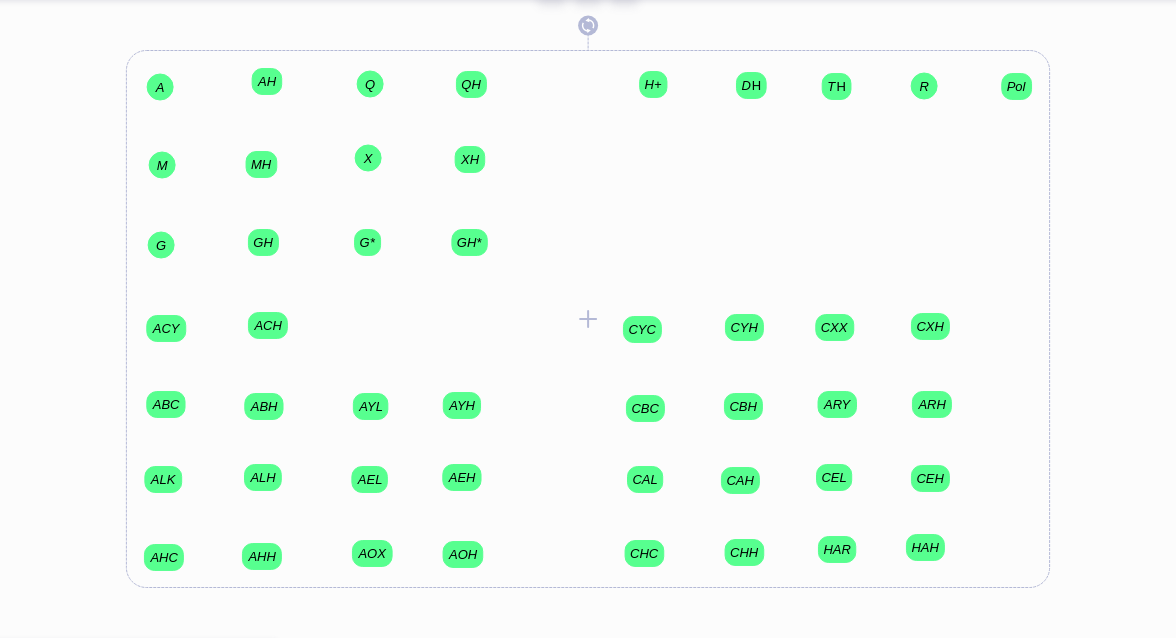 A AH Q QH H+ DH TH R Pol
M MH X XH
G GH G* GH*
ACY ACH CYC CYH CXX CXH
ABC ABH AYL AYH CBC CBH ARY ARH
ALK ALH AEL AEH CAL CAH CEL CEH
AHC AHH AOX AOH CHC CHH HAR HAH